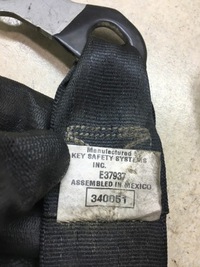 Manufactured
KEY SAFETY SYSTEMS
INC.
E37937
ASSEMBLED IN MEXICO
340051